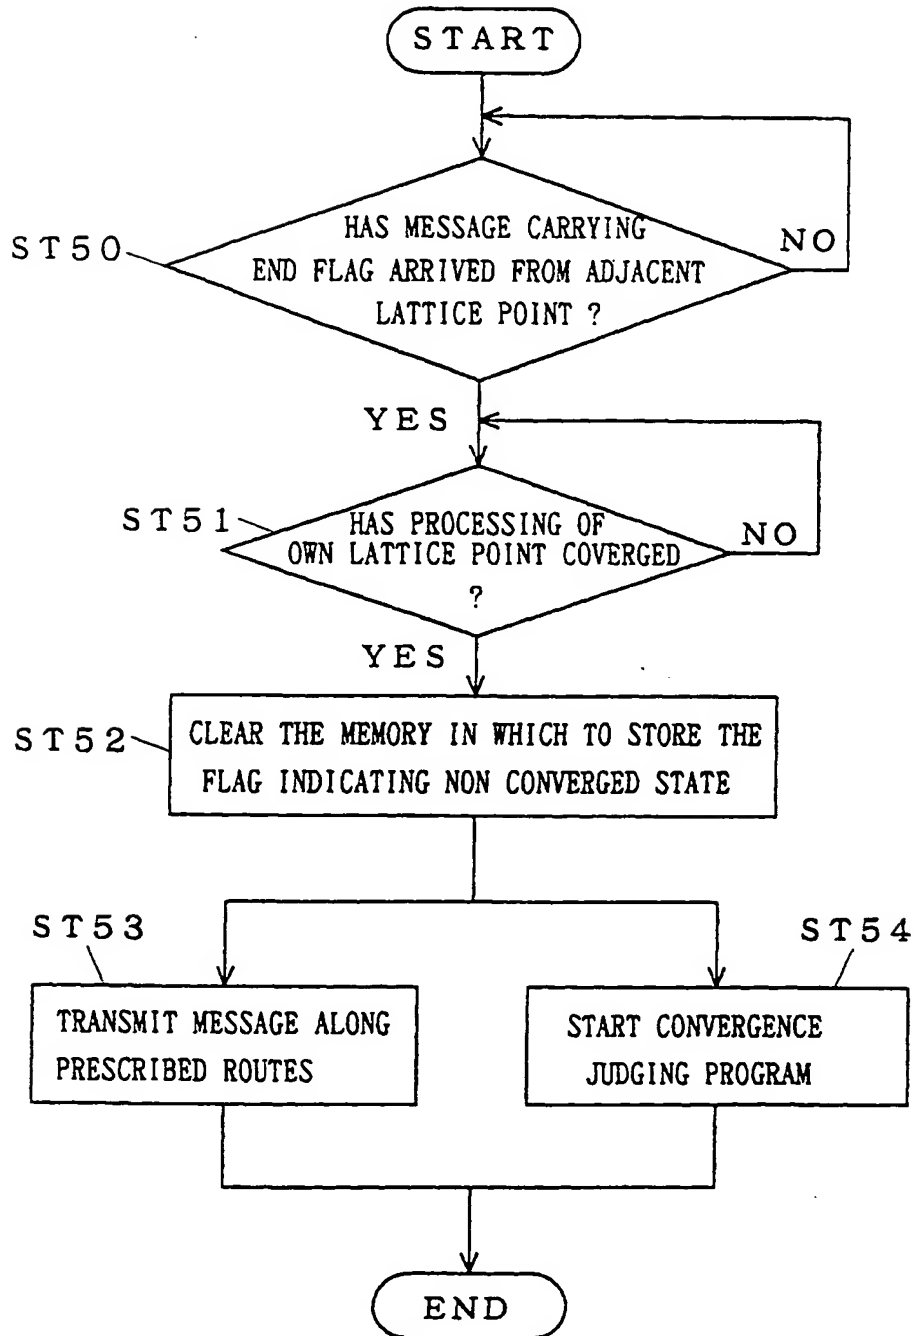 START
ST50
HAS MESSAGE CARRYING
END FLAG ARRIVED FROM ADJACENT
LATTICE POINT ?
NO
YES
ST51
HAS PROCESSING OF
OWN LATTICE POINT COVERGED
?
NO
YES
ST52
CLEAR THE MEMORY IN WHICH TO STORE THE
FLAG INDICATING NON CONVERGED STATE
ST53
TRANSMIT MESSAGE ALONG
PRESCRIBED ROUTES
ST54
START CONVERGENCE
JUDGING PROGRAM
END